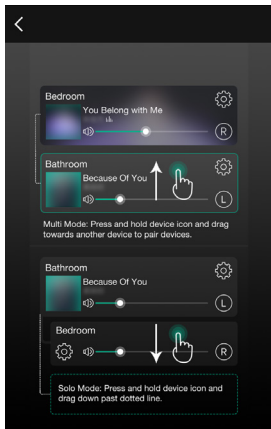 Bedroom
You Belong with Me
R
Bathroom
Because Of You
L
Multi Mode: Press and hold device icon and drag
towards another device to pair devices.
Bathroom
Because Of You
L
Bedroom
R
Solo Mode: Press and hold device icon and
drag down past dotted line.